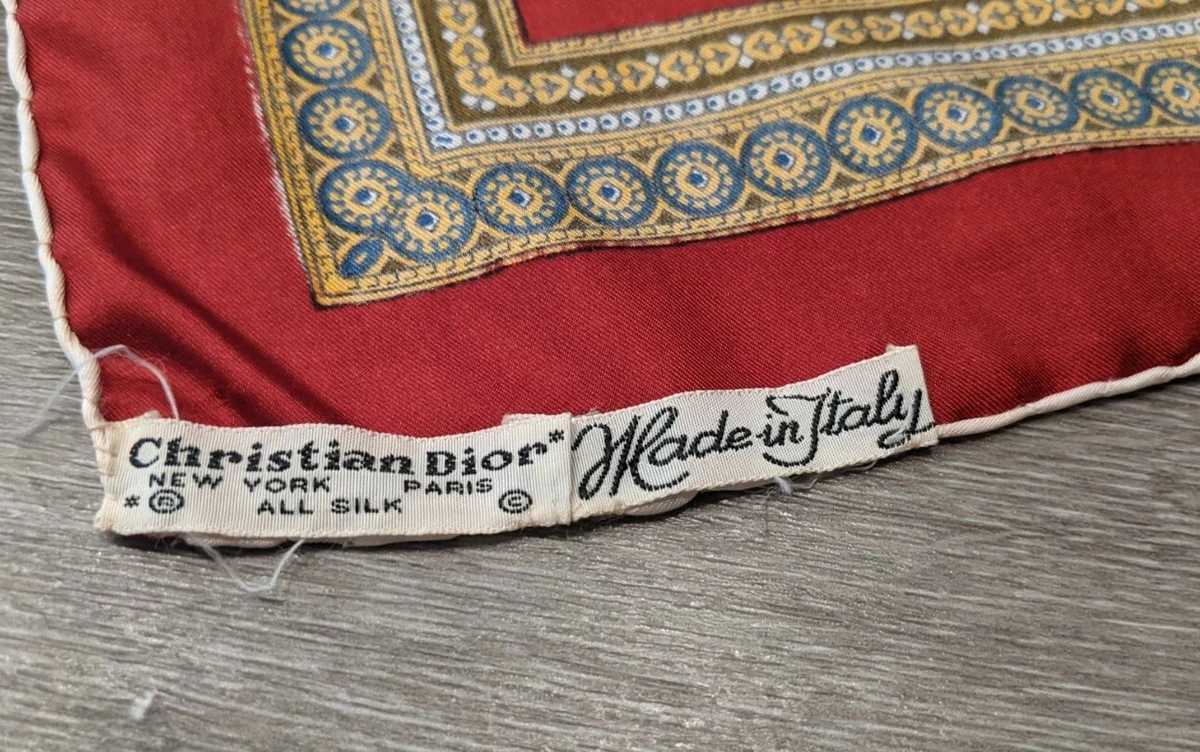 Christian Dior*
NEW YORK PARIS
*® ALL SILK ©
Made in Italy